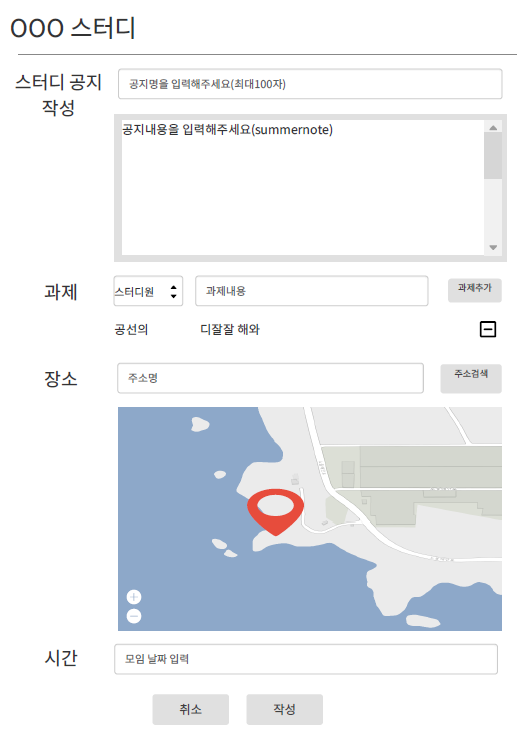 OOO 스터디
스터디 공지
작성
공지명을 입력해주세요(최대100자)
공지내용을 입력해주세요(summernote)
과제
스터디원
과제내용
과제추가
공선의
디잘잘 해와
장소
주소명
주소검색
시간
모임 날짜 입력
취소
작성